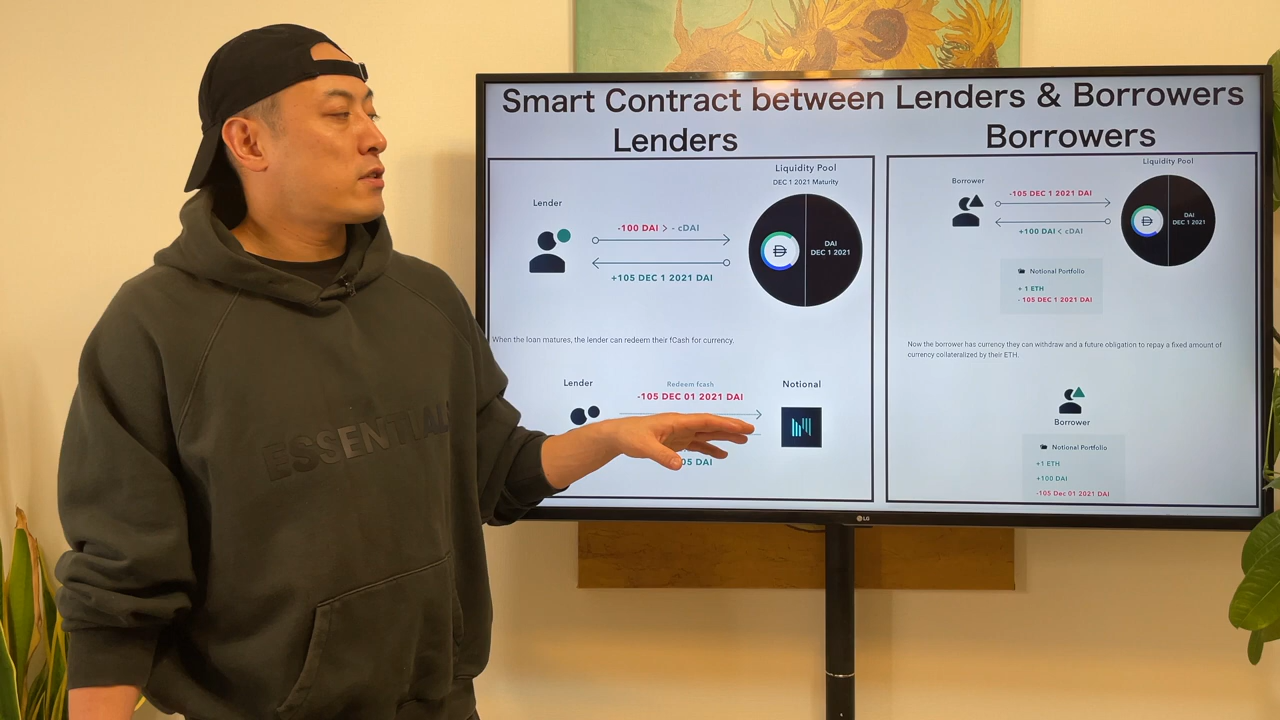 Smart Contract between Lenders & Borrowers
Lenders
Liquidity Pool
DEC 1 2021 Maturity
Lender
-100 DAI > - cDAI
+105 DEC 1 2021 DAI
DAI
DEC 1 2021
When the loan matures, the lender can redeem their fCash for currency.
Lender
Redeem fcash
-105 DEC 01 2021 DAI
Notional
05 DAI
Borrowers
Liquidity Pool
Borrower
-105 DEC 1 2021 DAI
+100 DAI < cDAI
DAI
DEC 1 2021
Notional Portfolio
+ 1 ETH
- 105 DEC 1 2021 DAI
Now the borrower has currency they can withdraw and a future obligation to repay a fixed amount of
currency collateralized by their ETH.
Borrower
Notional Portfolio
+1 ETH
+100 DAI
-105 Dec 01 2021 DAI
LG
ESSENTIALS